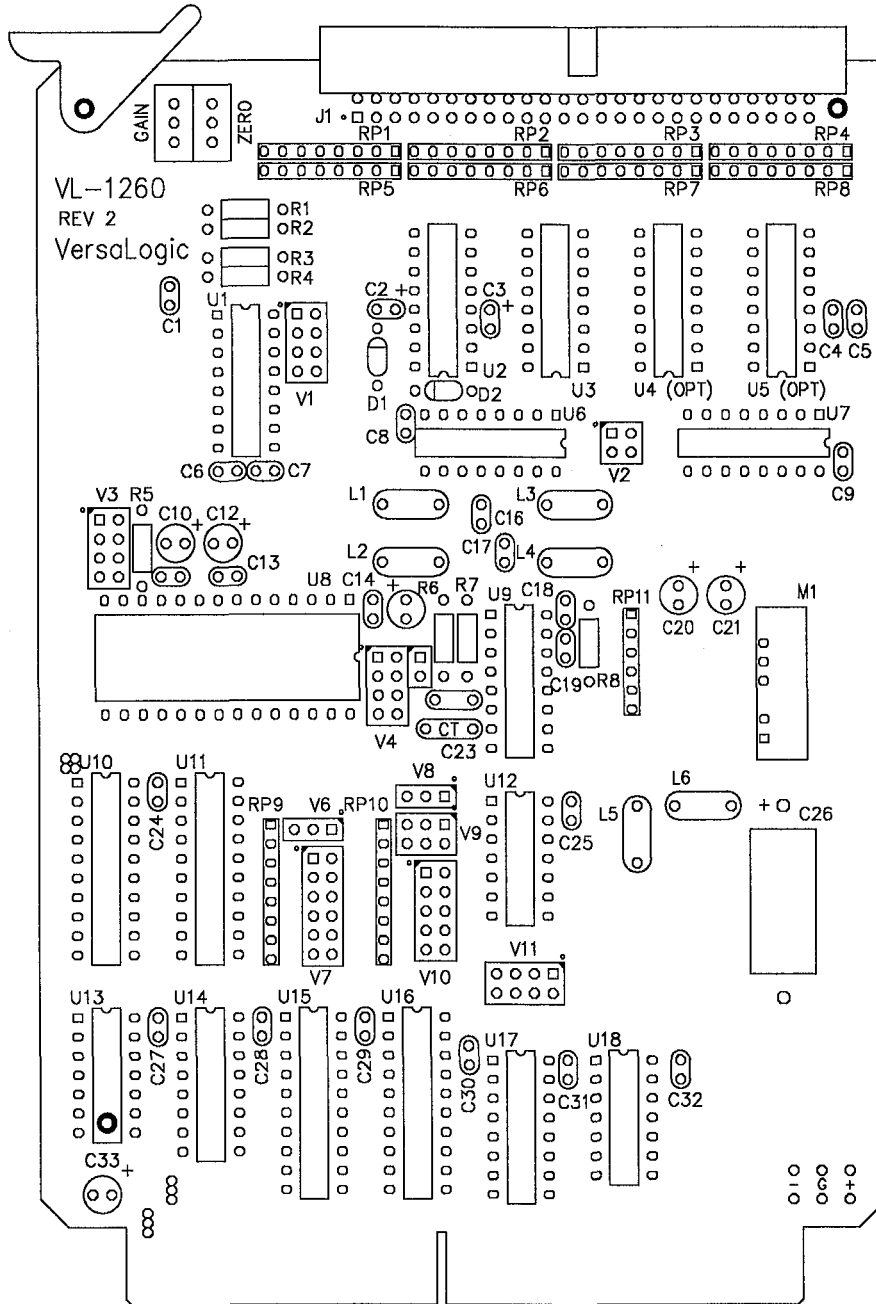 GAIN
ZERO
J1
RP1 RP2 RP3 RP4
RP5 RP6 RP7 RP8
VL-1260
REV 2
VersaLogic
R1
R2
R3
R4
C1
U1
V1
C2 +
C3 +
D1
U2
D2
U3
U4 (OPT)
U5 (OPT)
C4 C5
C8
U6
V2
U7
C9
C6 C7
V3
R5
C10 +
C12 +
C13
L1
C16
L3
L2
C17
L4
U8
C14 +
R6
R7
U9
C18
C19
R8
RP11
C20 +
C21 +
M1
V4
CT
C23
U10
U11
C24
RP9
V6
RP10
V8
V9
V7
V10
U12
C25
L5
L6
+ C26
V11
U13
C27
U14
C28
U15
C29
U16
C30
U17
C31
U18
C32
C33 +
- G +